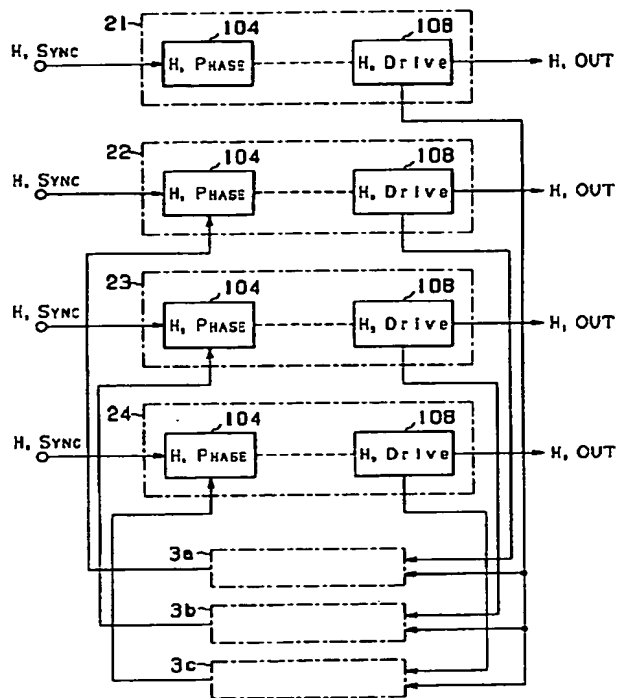 21
104
108
H, SYNC
H, PHASE
H, Drive
H, OUT
22
104
108
H, SYNC
H, PHASE
H, Drive
H, OUT
23
104
108
H, SYNC
H, PHASE
H, Drive
H, OUT
24
104
108
H, SYNC
H, PHASE
H, Drive
H, OUT
3a
3b
3c